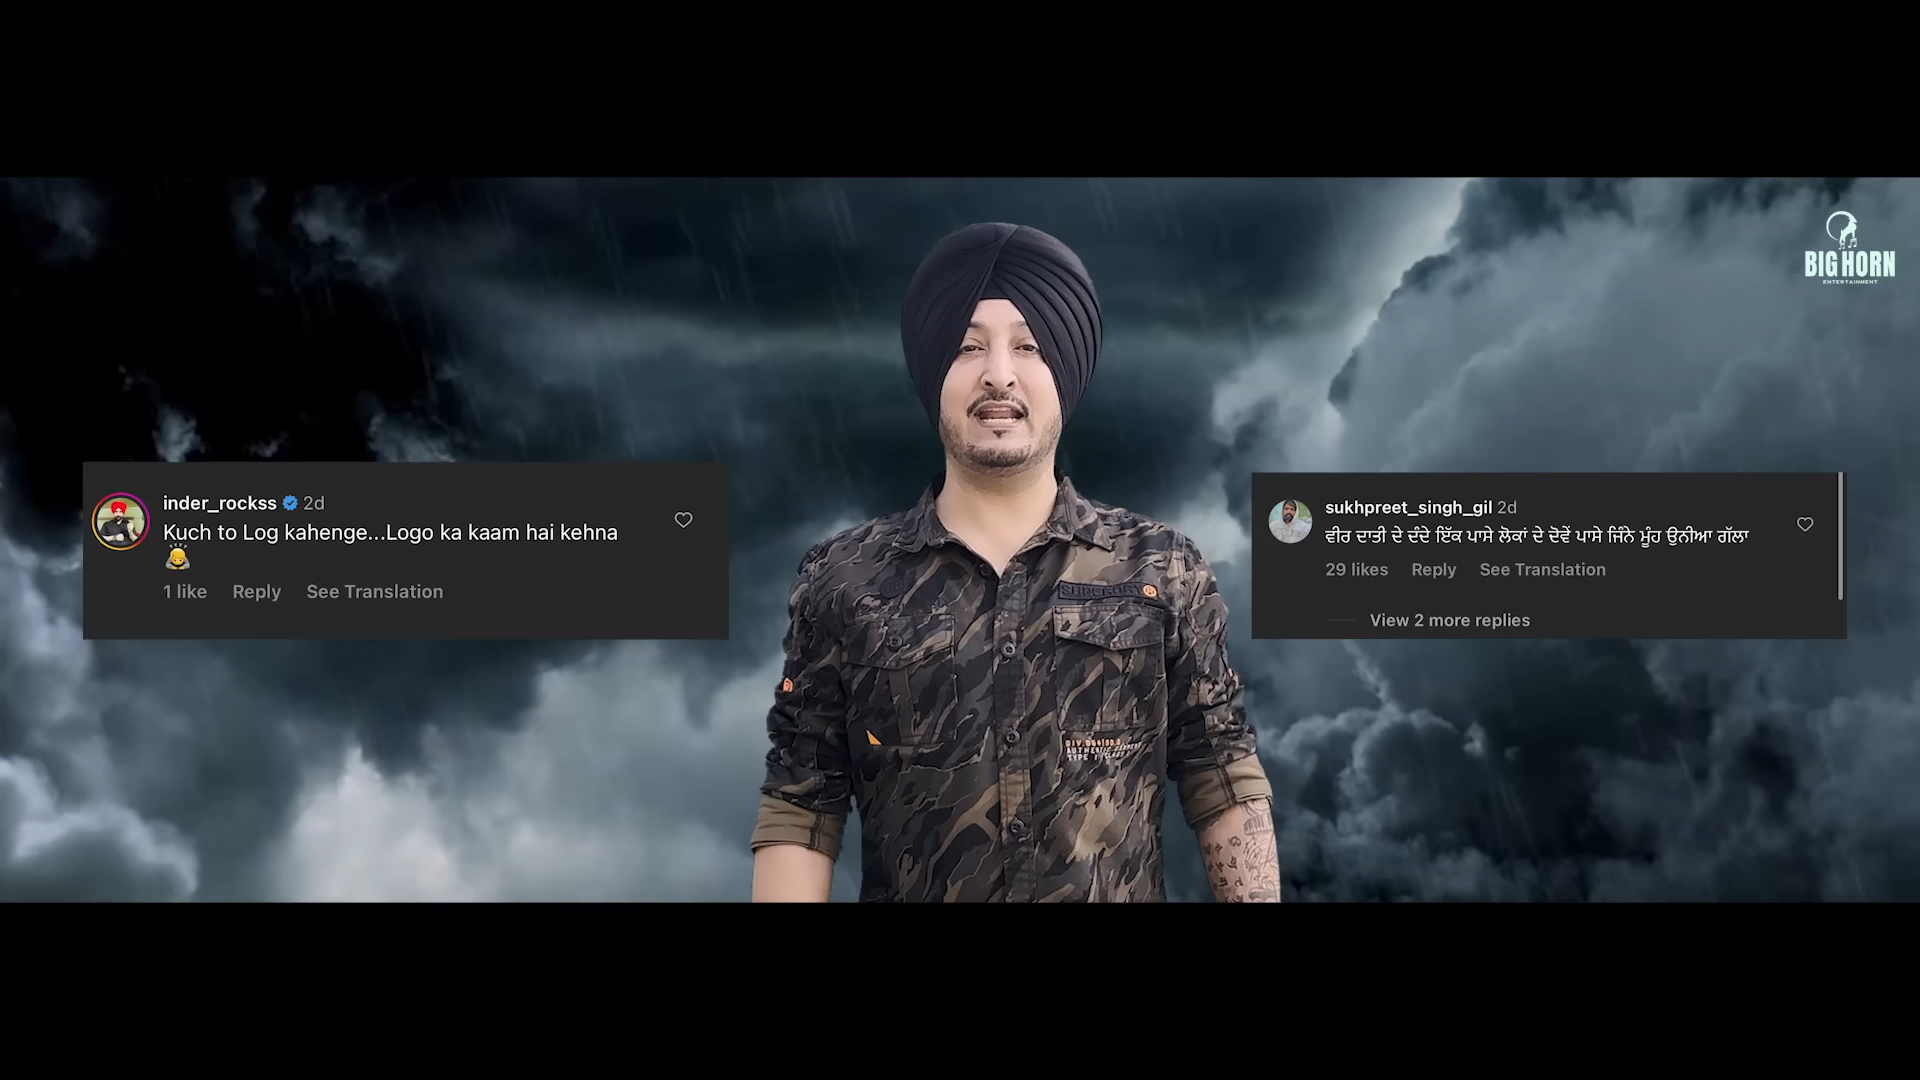 BIG HORN
ENTERTAINMENT
inder_rockss 2d
Kuch to Log kahenge...Logo ka kaam hai kehna
🙇
1 like Reply See Translation
sukhpreet_singh_gil 2d
ਵੀਰ ਦਾਤੀ ਦੇ ਦੰਦੇ ਇੱਕ ਪਾਸੇ ਲੋਕਾਂ ਦੇ ਦੋਵੇਂ ਪਾਸੇ ਜਿੰਨੇ ਮੂੰਹ ਉਨੀਆ ਗੱਲਾ
29 likes Reply See Translation
View 2 more replies
SUPERDRY